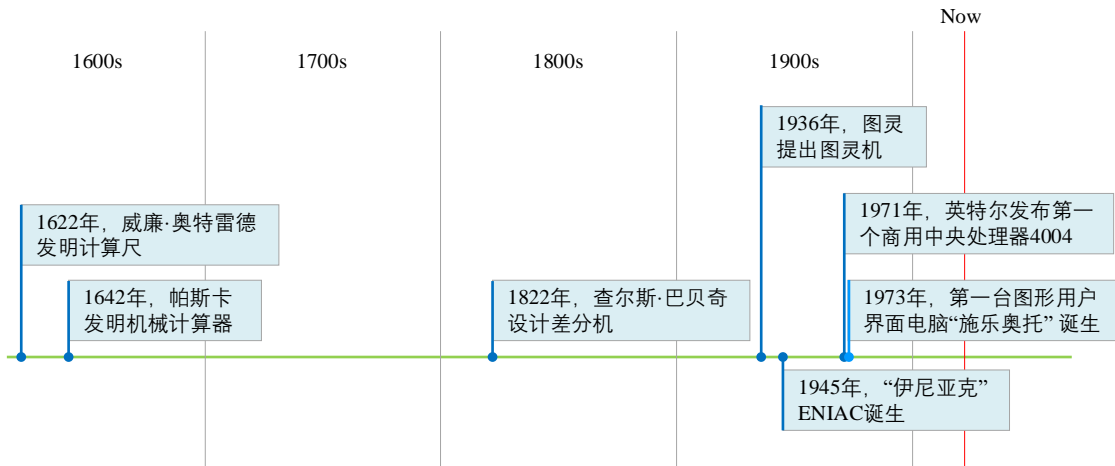 Now
1600s
1700s
1800s
1900s
1936年，图灵
提出图灵机
1622年，威廉·奥特雷德
发明计算尺
1971年，英特尔发布第一
个商用中央处理器4004
1642年，帕斯卡
发明机械计算器
1822年，查尔斯·巴贝奇
设计差分机
1973年，第一台图形用户
界面电脑“施乐奥托” 诞生
1945年，“伊尼亚克”
ENIAC诞生